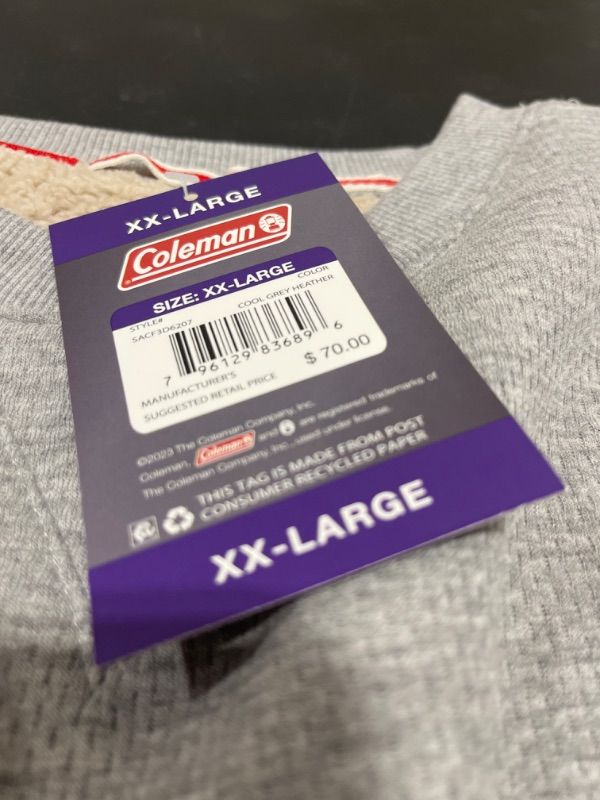 XX-LARGE
Coleman
SIZE: XX-LARGE
STYLE# COLOR
SACF3D6207 COOL GREY HEATHER
7 96129 83689 6
MANUFACTURER'S
SUGGESTED RETAIL PRICE $ 70.00
©2023 The Coleman Company, Inc.
Coleman, Coleman and are registered trademarks of
The Coleman Company, Inc., used under license.
THIS TAG IS MADE FROM POST
CONSUMER RECYCLED PAPER
XX-LARGE